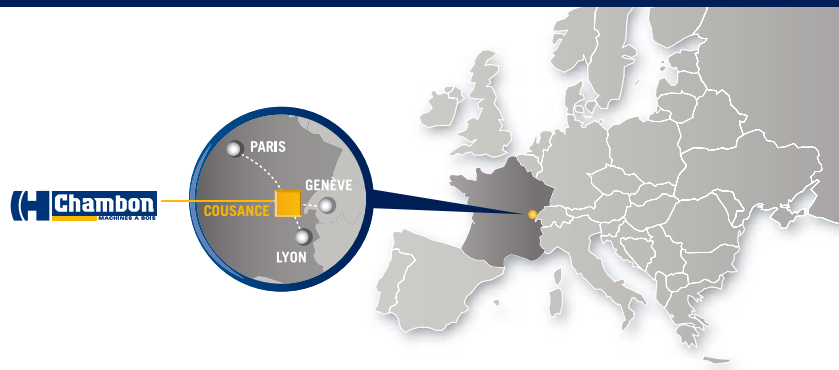 PARIS
GENÈVE
Chambon
MACHINES A BOIS
COUSANCE
LYON